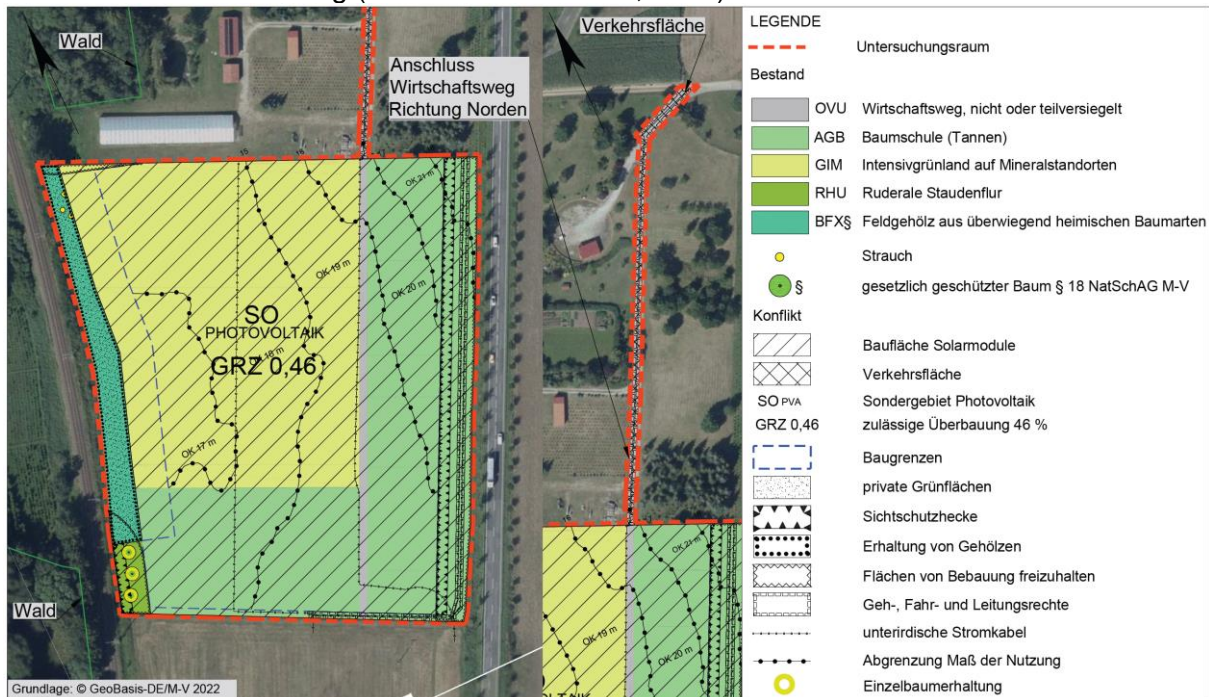 Wald
Anschluss
Wirtschaftsweg
Richtung Norden
15
16
17
OK 21 m
OK 20 m
OK 19 m
SO
PHOTOVOLTAIK
OK 18 m
GRZ 0,46
OK 17 m
Wald
Grundlage: © GeoBasis-DE/M-V 2022
Verkehrsfläche
OK 21 m
OK 19 m
OK 20 m
LEGENDE
Untersuchungsraum
Bestand
OVU Wirtschaftsweg, nicht oder teilversiegelt
AGB Baumschule (Tannen)
GIM Intensivgrünland auf Mineralstandorten
RHU Ruderale Staudenflur
BFX§ Feldgehölz aus überwiegend heimischen Baumarten
Strauch
§ gesetzlich geschützter Baum § 18 NatSchAG M-V
Konflikt
Baufläche Solarmodule
Verkehrsfläche
SO PVA Sondergebiet Photovoltaik
GRZ 0,46 zulässige Überbauung 46 %
Baugrenzen
private Grünflächen
Sichtschutzhecke
Erhaltung von Gehölzen
Flächen von Bebauung freizuhalten
Geh-, Fahr- und Leitungsrechte
unterirdische Stromkabel
Abgrenzung Maß der Nutzung
Einzelbaumerhaltung